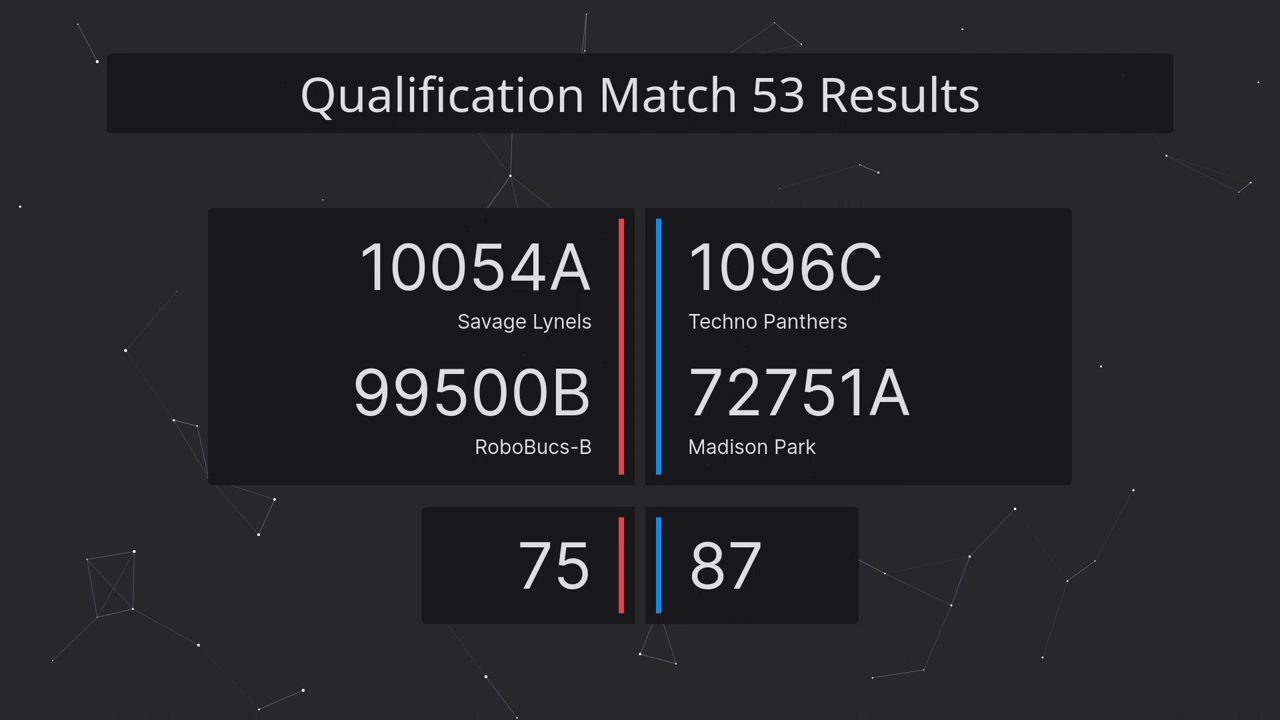 Qualification Match 53 Results
10054A
Savage Lynels
99500B
RoboBucs-B
1096C
Techno Panthers
72751A
Madison Park
75
87